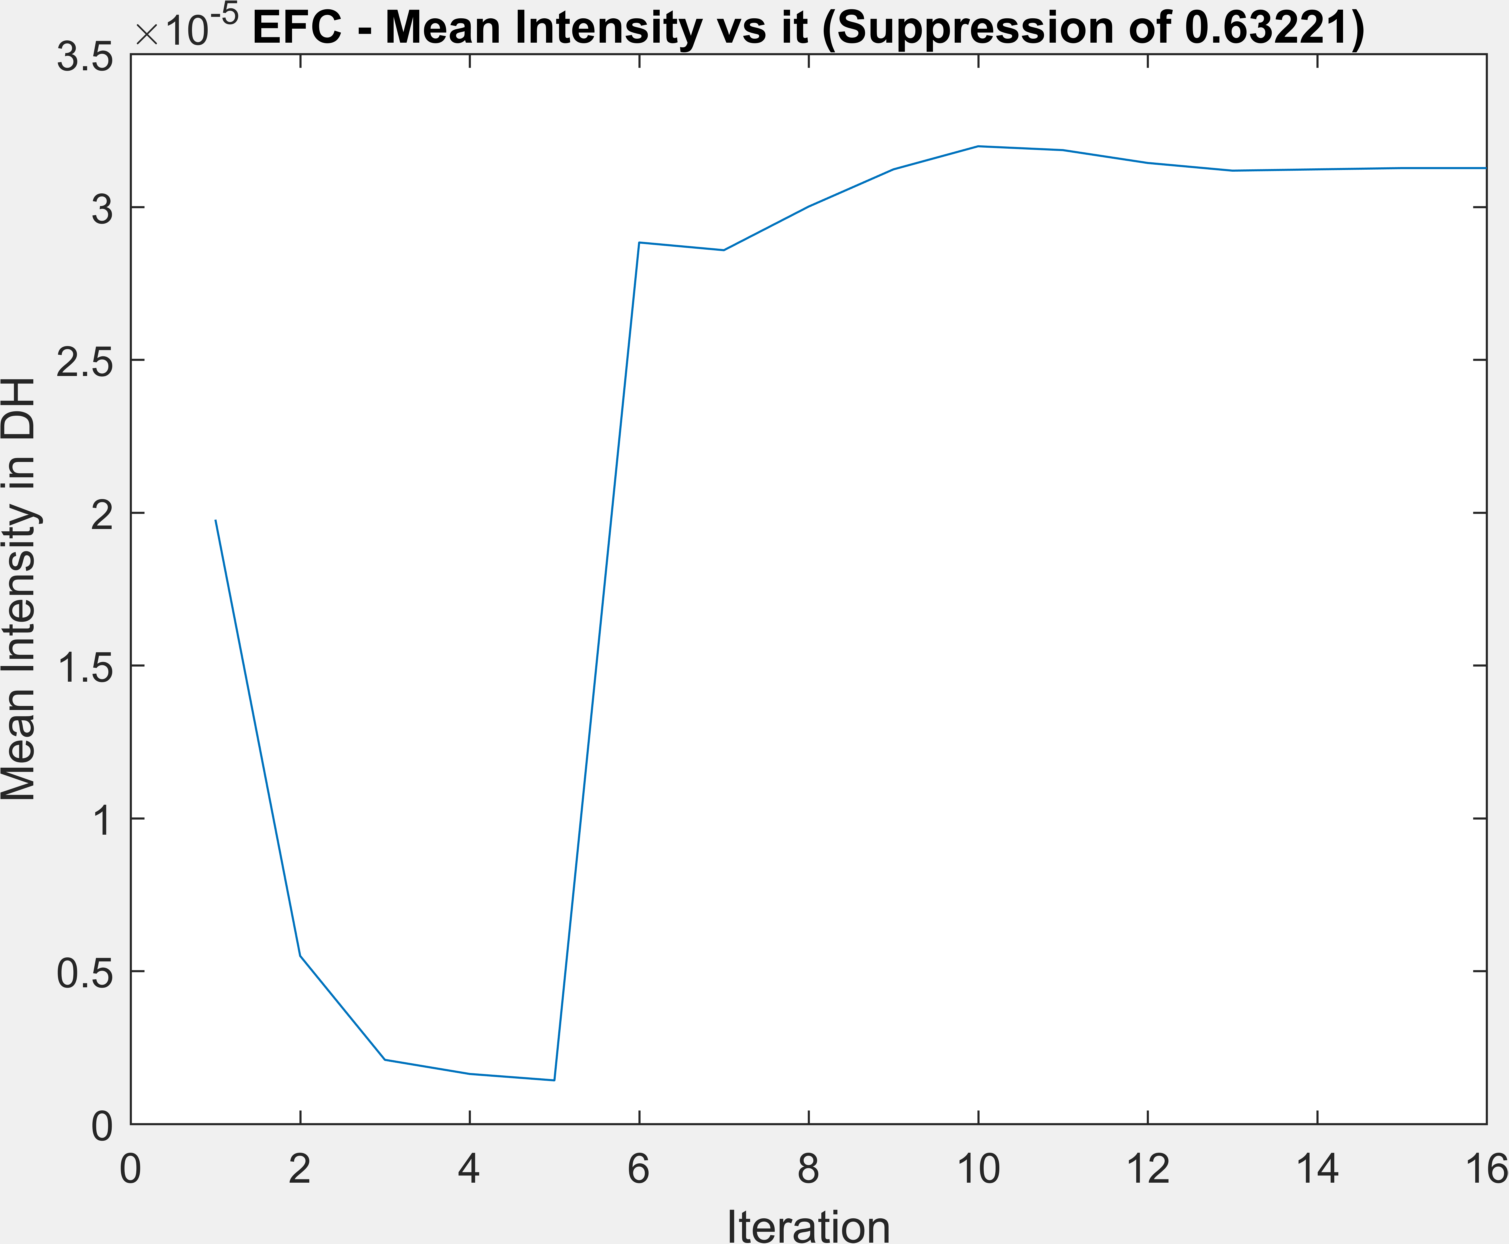 ×10-5 EFC - Mean Intensity vs it (Suppression of 0.63221)
3.5
3
2.5
2
1.5
1
0.5
0
Mean Intensity in DH
0 2 4 6 8 10 12 14 16
Iteration